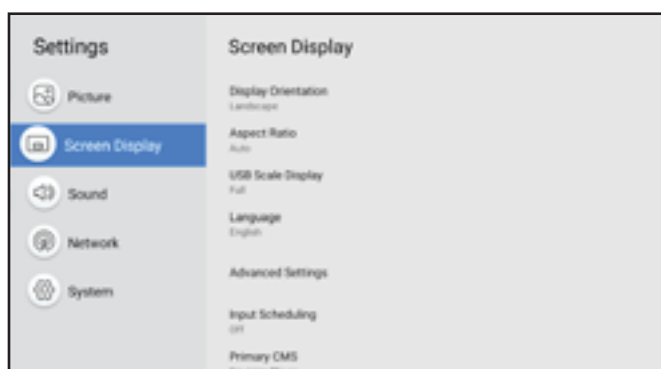 Settings
Picture
Screen Display
Sound
Network
System
Screen Display
Display Orientation
Landscape
Aspect Ratio
Auto
USB Scale Display
Full
Language
English
Advanced Settings
Input Scheduling
Off
Primary CMS